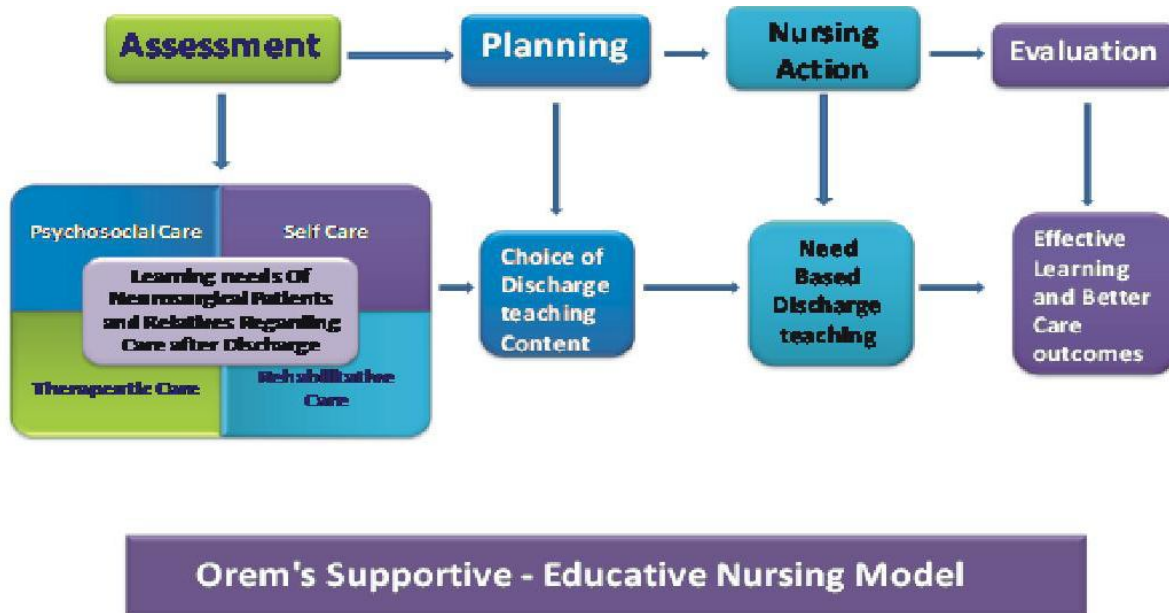 Assessment
Planning
Nursing
Action
Evaluation
Psychosocial Care
Self Care
Learning needs Of
Neurosurgical Patients
and Relatives Regarding
Care after Discharge
Therapeutic Care
Rehabilitative
Care
Choice of
Discharge
teaching
Content
Need
Based
Discharge
teaching
Effective
Learning
and Better
Care
outcomes
Orem's Supportive - Educative Nursing Model